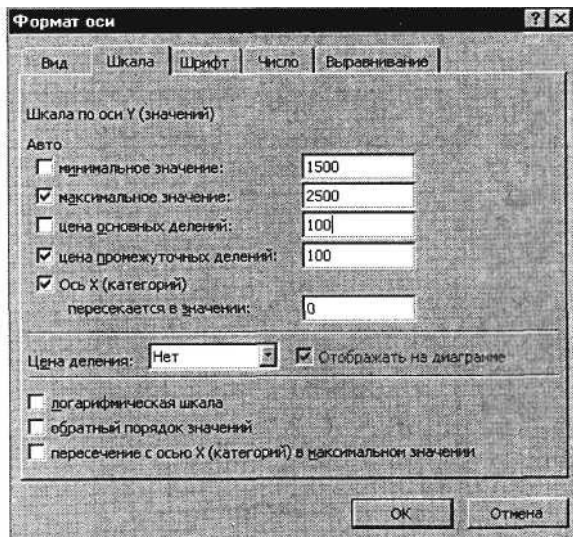 Формат оси
Вид Шкала Шрифт Число Выравнивание
Шкала по оси Y (значений)
Авто
минимальное значение: 1500
максимальное значение: 2500
цена основных делений: 100
цена промежуточных делений: 100
Ось X (категорий)
пересекается в значении: 0
Цена деления: Нет Отображать на диаграмме
логарифмическая шкала
обратный порядок значений
пересечение с осью X (категорий) в максимальном значении
ОК Отмена